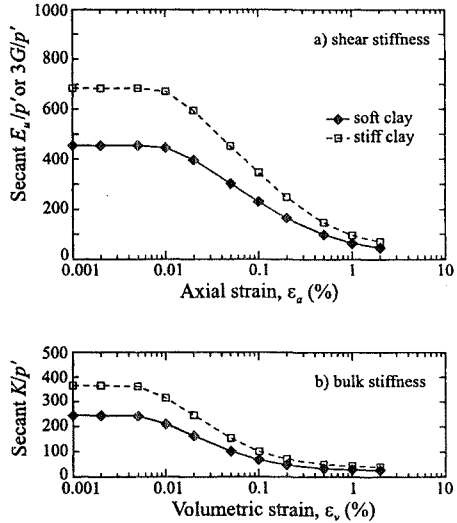 1000
800
600
400
200
0
Secant Eᵤ/p' or 3G/p'
a) shear stiffness
soft clay
stiff clay
0.001 0.01 0.1 1 10
Axial strain, εₐ (%)
500
400
300
200
100
0
Secant K/p'
b) bulk stiffness
0.001 0.01 0.1 1 10
Volumetric strain, εᵥ (%)